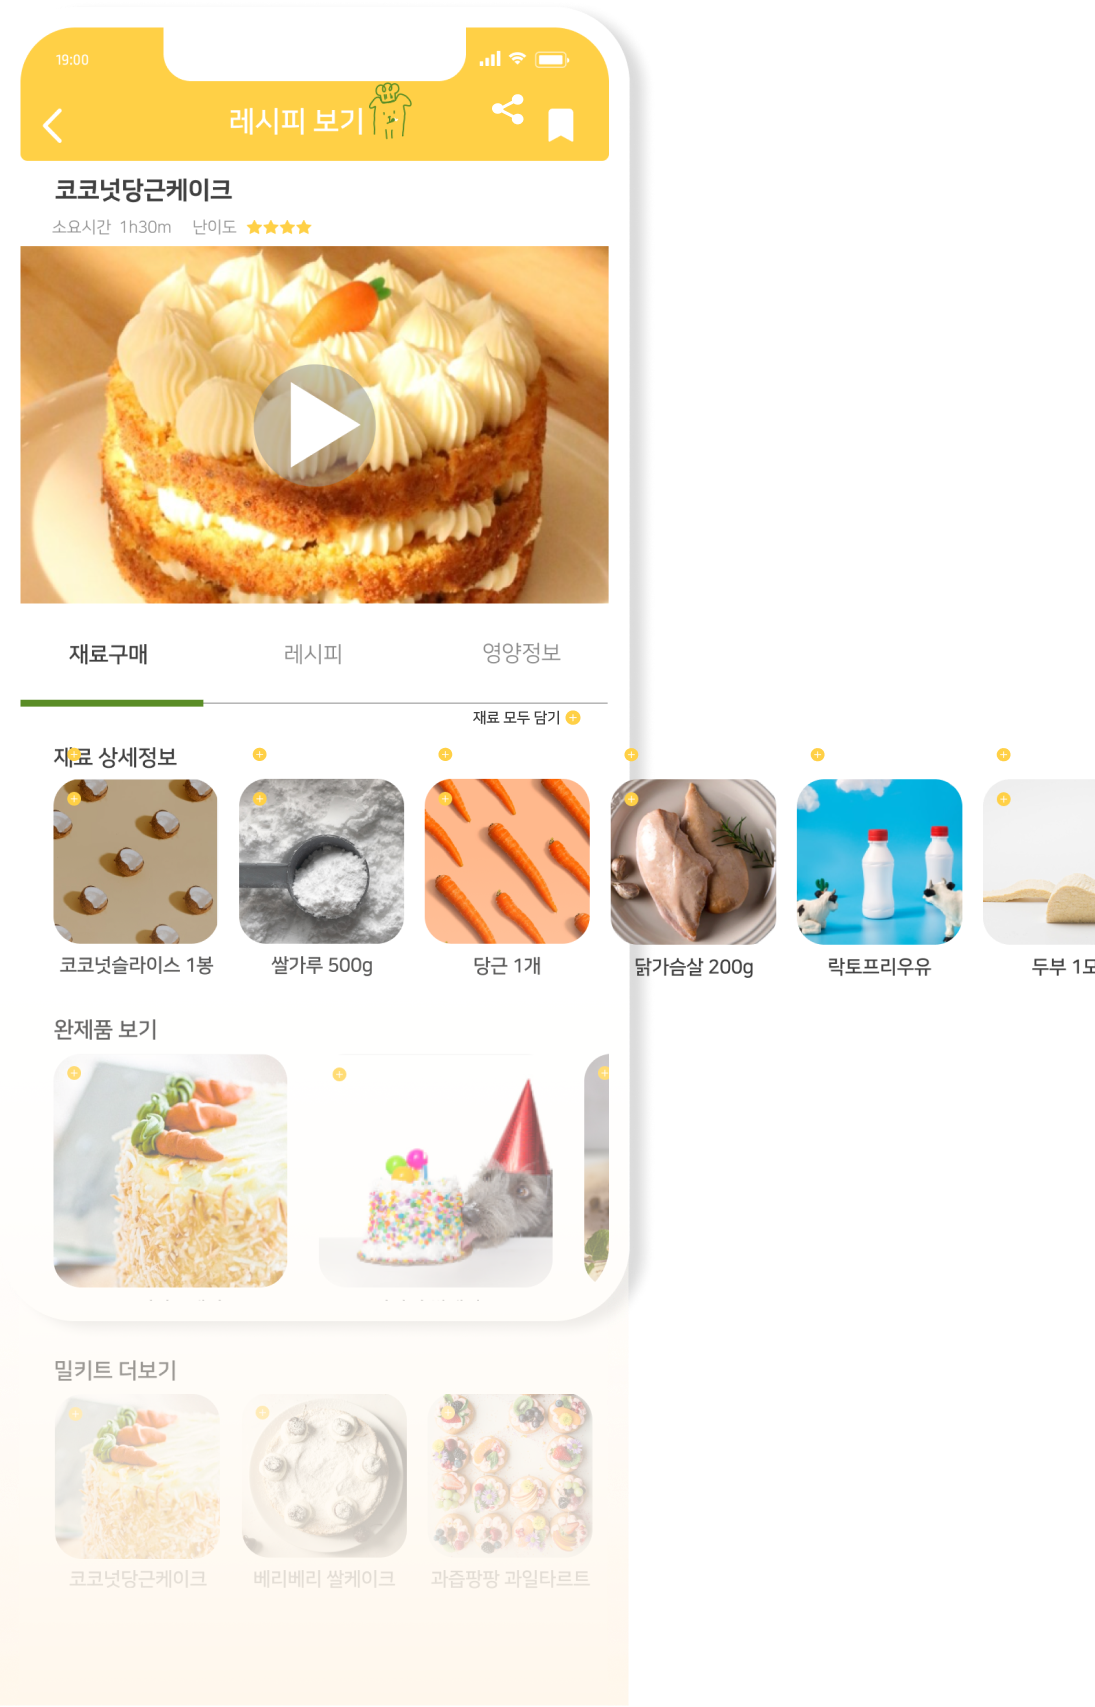 19:00
레시피 보기
코코넛당근케이크
소요시간 1h30m 난이도
재료구매 레시피 영양정보
재료 모두 담기
재료 상세정보
코코넛슬라이스 1봉 쌀가루 500g 당근 1개 닭가슴살 200g 락토프리우유 두부 1모
완제품 보기
밀키트 더보기
코코넛당근케이크 베리베리 쌀케이크 과즙팡팡 과일타르트